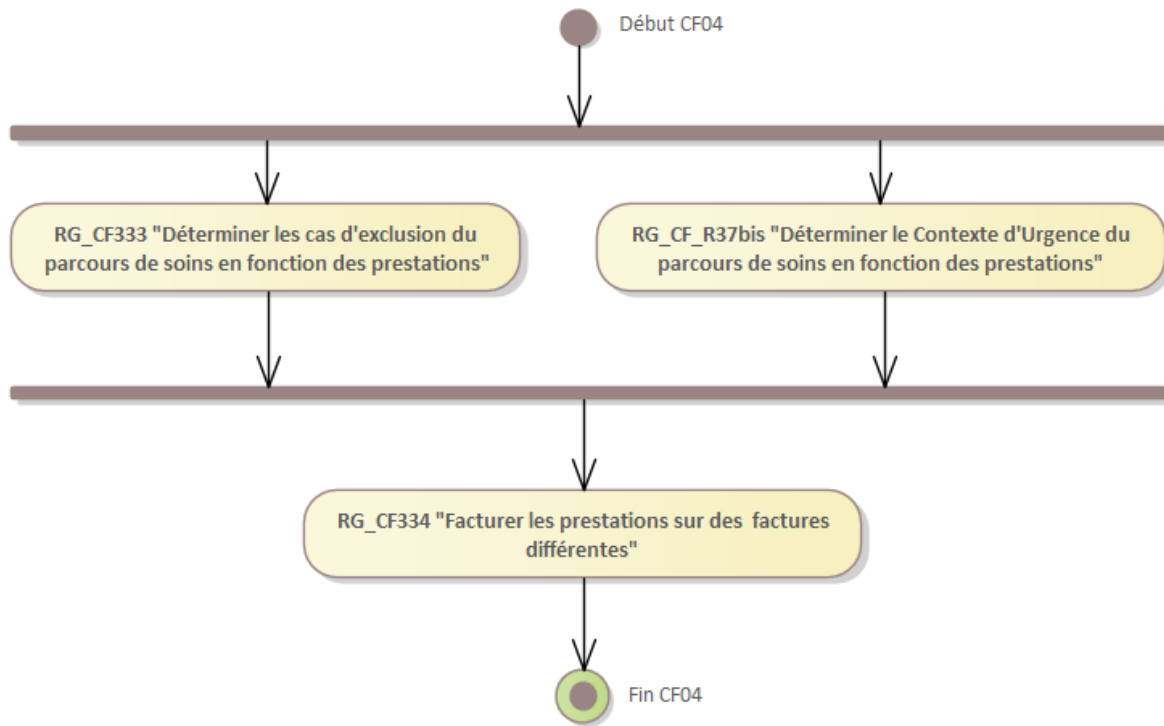 Début CF04
RG_CF333 "Déterminer les cas d'exclusion du
parcours de soins en fonction des prestations"
RG_CF_R37bis "Déterminer le Contexte d'Urgence du
parcours de soins en fonction des prestations"
RG_CF334 "Facturer les prestations sur des  factures
différentes"
Fin CF04